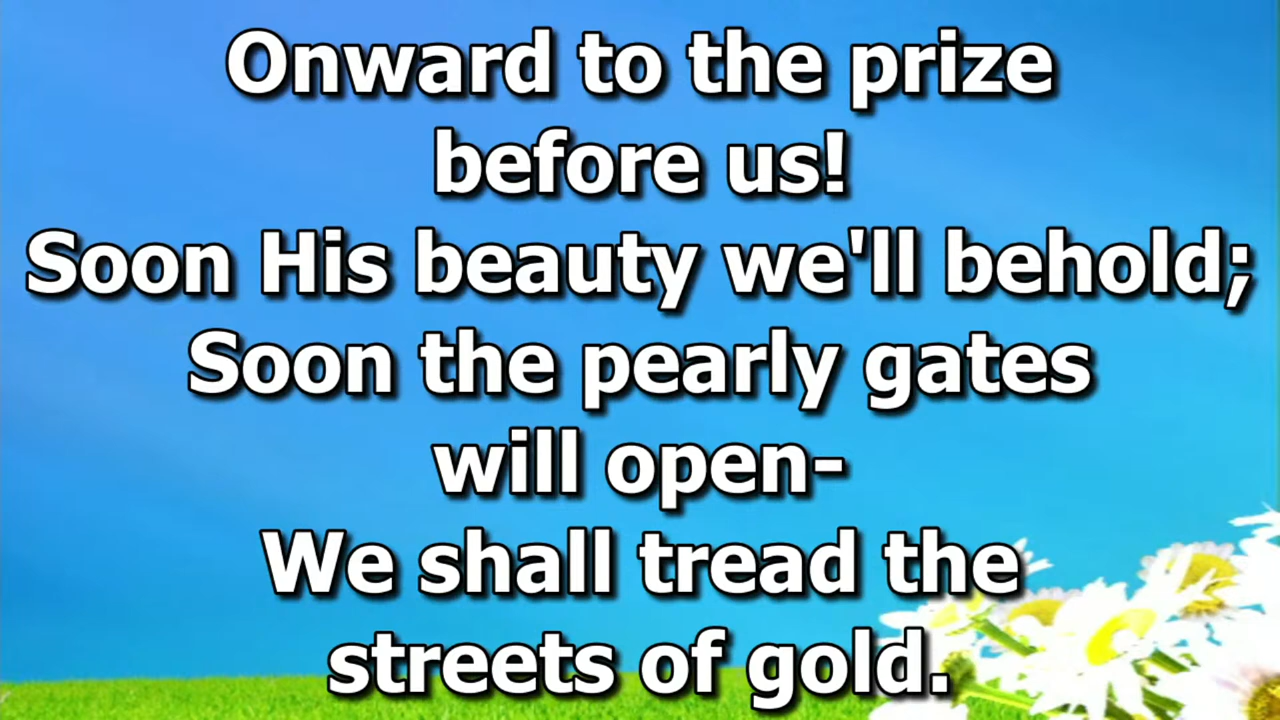 Onward to the prize
before us!
Soon His beauty we'll behold;
Soon the pearly gates
will open-
We shall tread the
streets of gold.